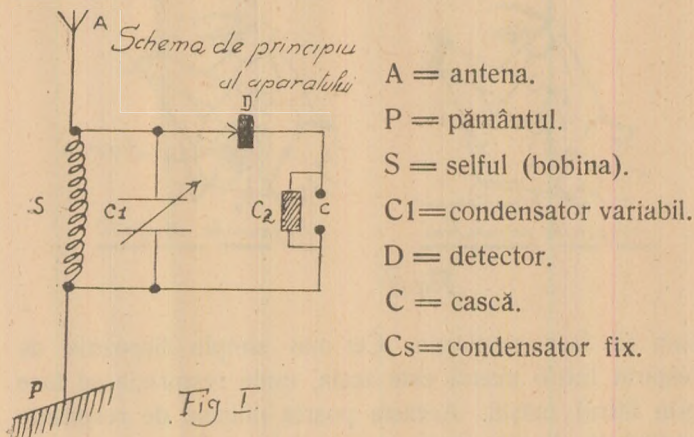 A
Schema de principiu
al aparatului
D
S
C1
C2
C
P
Fig I.
A = antena.
P = pământul.
S = selful (bobina).
C1=condensator variabil.
D = detector.
C = cască.
Cs=condensator fix.